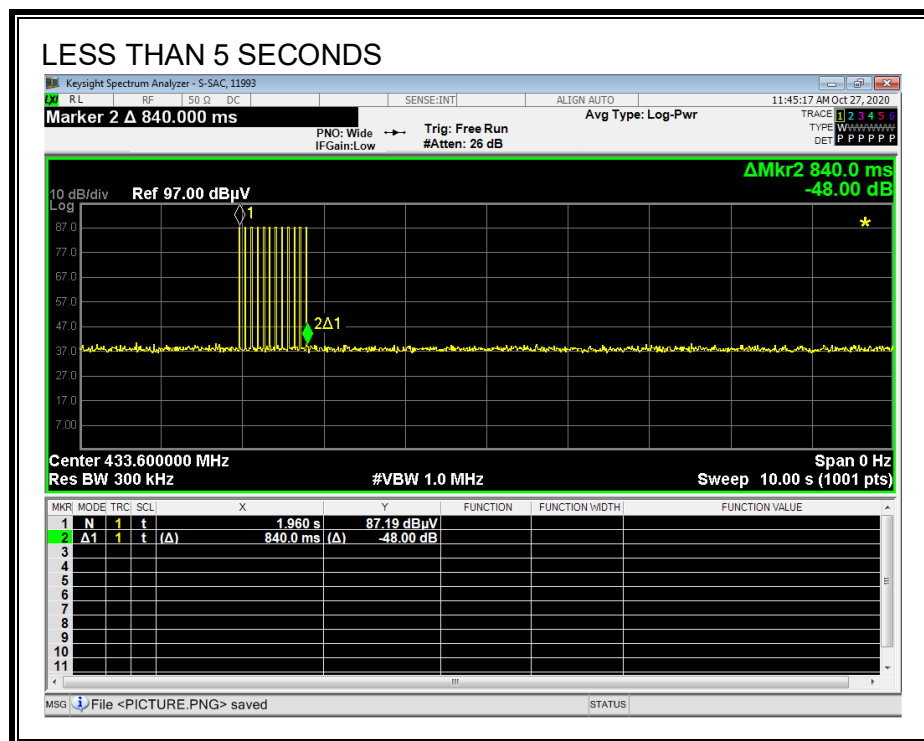 LESS THAN 5 SECONDS
Keysight Spectrum Analyzer - S-SAC, 11993
LXI RL RF 50 Ω DC SENSE:INT ALIGN AUTO 11:45:17 AM Oct 27, 2020
Marker 2 Δ 840.000 ms
PNO: Wide
IFGain:Low
Trig: Free Run
#Atten: 26 dB
Avg Type: Log-Pwr
TRACE 1 2 3 4 5 6
TYPE WWWWWW
DET P P P P P P
ΔMkr2 840.0 ms
-48.00 dB
10 dB/div Ref 97.00 dBμV
Log
87.0
77.0
67.0
57.0
47.0
37.0
27.0
17.0
7.00
1
2Δ1
*
Center 433.600000 MHz Span 0 Hz
Res BW 300 kHz #VBW 1.0 MHz Sweep 10.00 s (1001 pts)
MKR MODE TRC SCL X Y FUNCTION FUNCTION WIDTH FUNCTION VALUE
1 N 1 t 1.960 s 87.19 dBμV
2 Δ1 1 t (Δ) 840.0 ms (Δ) -48.00 dB
3
4
5
6
7
8
9
10
11
MSG File <PICTURE.PNG> saved STATUS